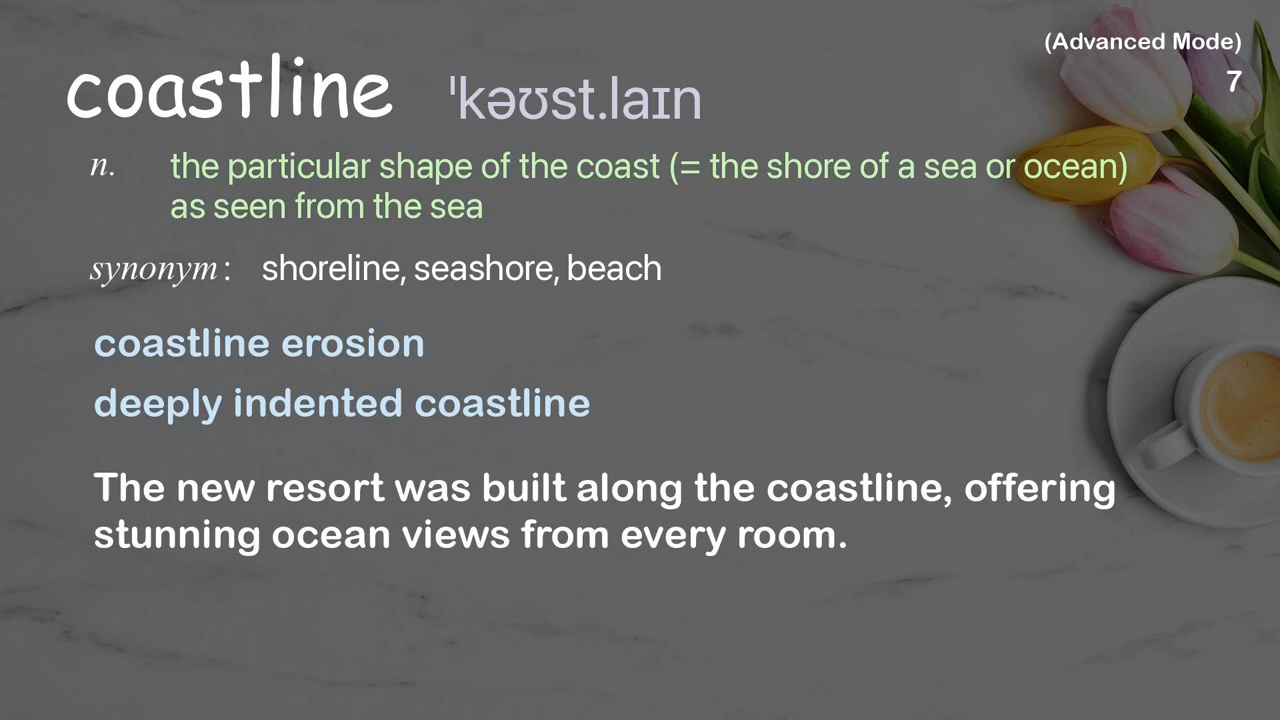 (Advanced Mode)
7
coastline ˈkəʊst.laɪn
n. the particular shape of the coast (= the shore of a sea or ocean)
as seen from the sea
synonym: shoreline, seashore, beach
coastline erosion
deeply indented coastline
The new resort was built along the coastline, offering
stunning ocean views from every room.